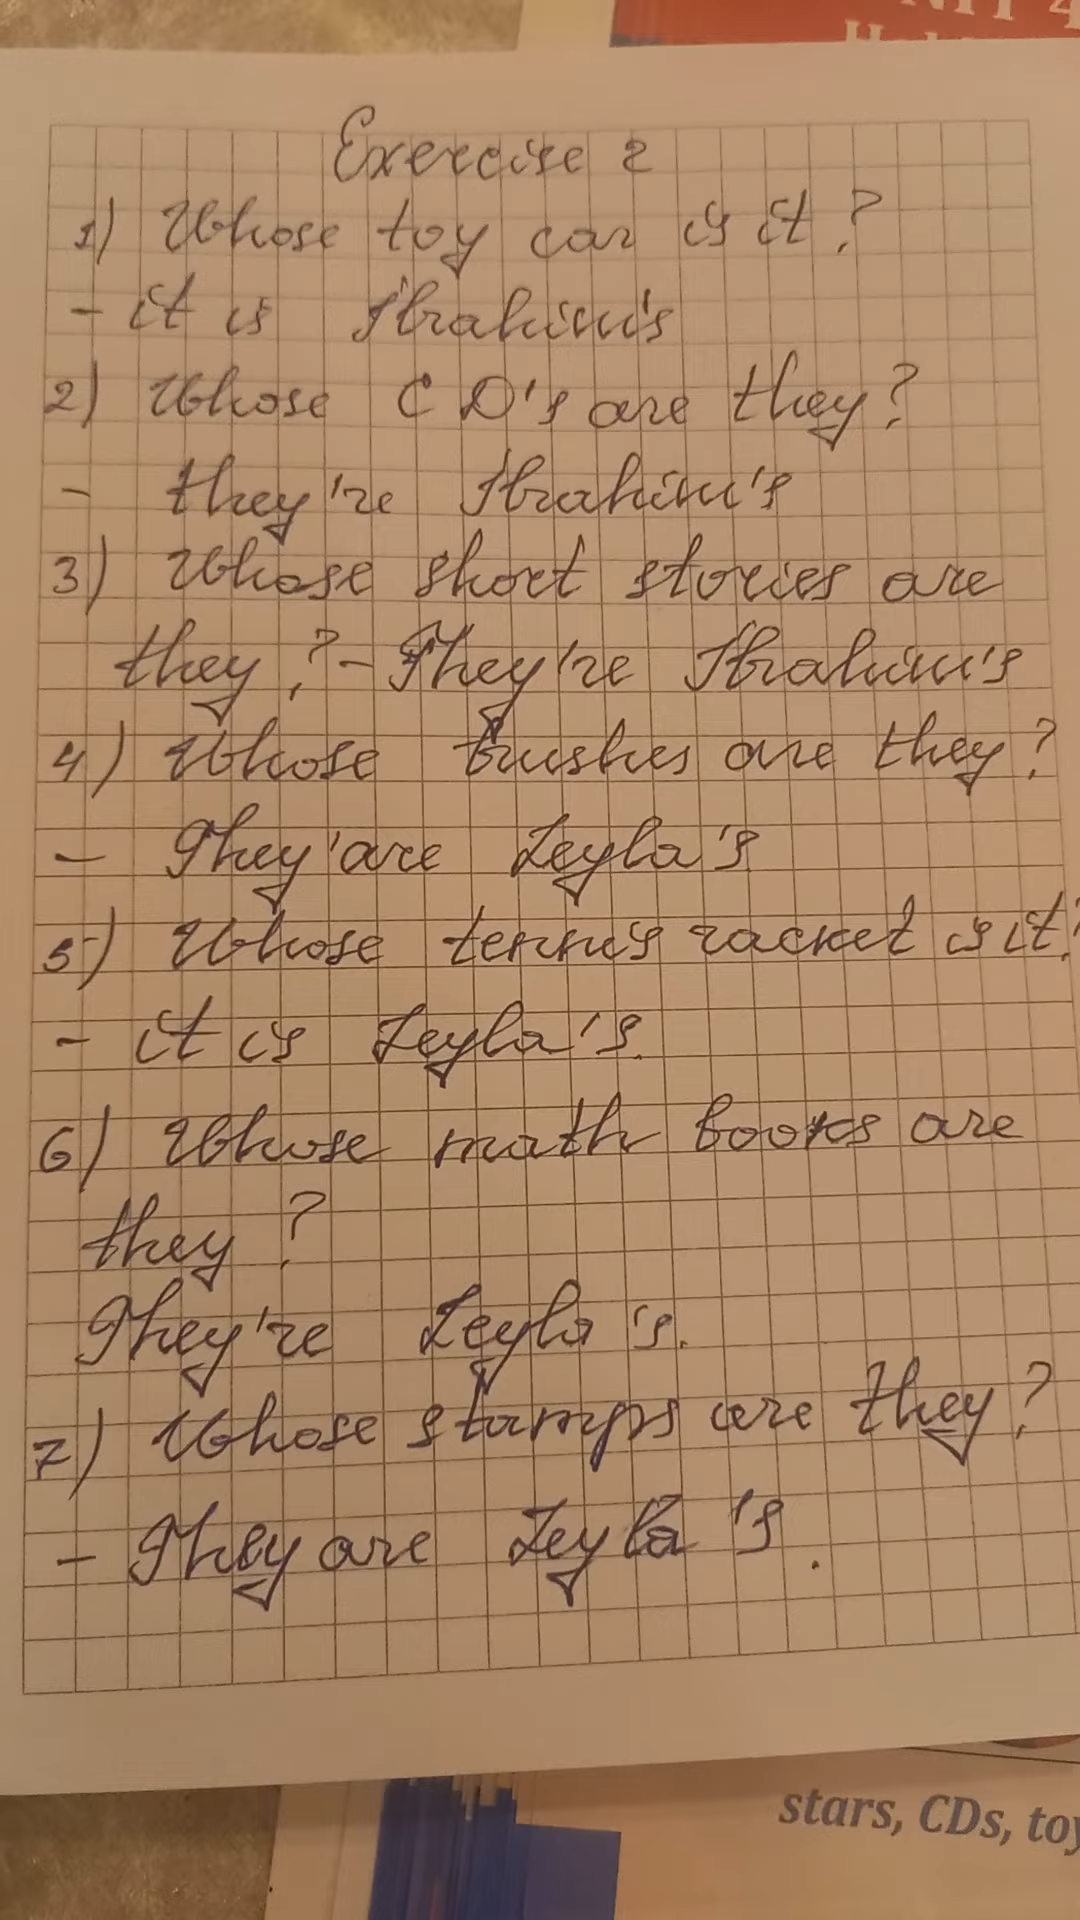 NIT 4
Exercise 2
1) Whose toy car is it?
- it is Ibrahim's
2) Whose CD's are they?
- they're Ibrahim's
3) Whose short stories are
they? - They're Ibrahim's
4) Whose brushes are they?
- They'are Leyla's
5) Whose tennis racket is it?
- it is Leyla's.
6) Whose math books are
they?
They're Leyla's.
7) Whose stamps are they?
- They are Leyla's.
stars, CDs, toy